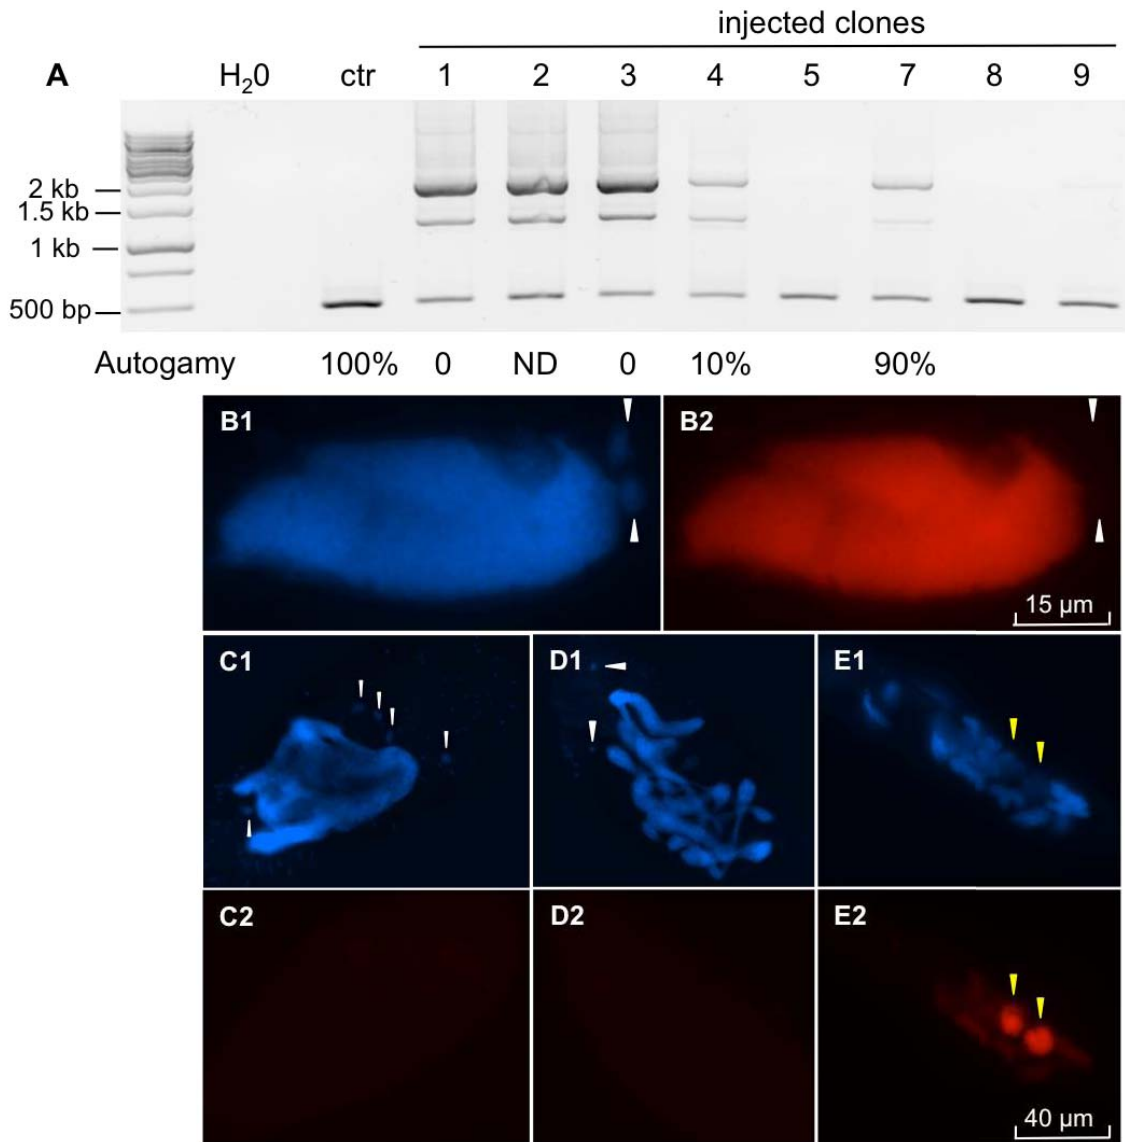 injected clones
A H₂0 ctr 1 2 3 4 5 7 8 9
2 kb
1.5 kb
1 kb
500 bp
Autogamy 100% 0 ND 0 10% 90%
B1 B2
15 µm
C1 D1 E1
C2 D2 E2
40 µm